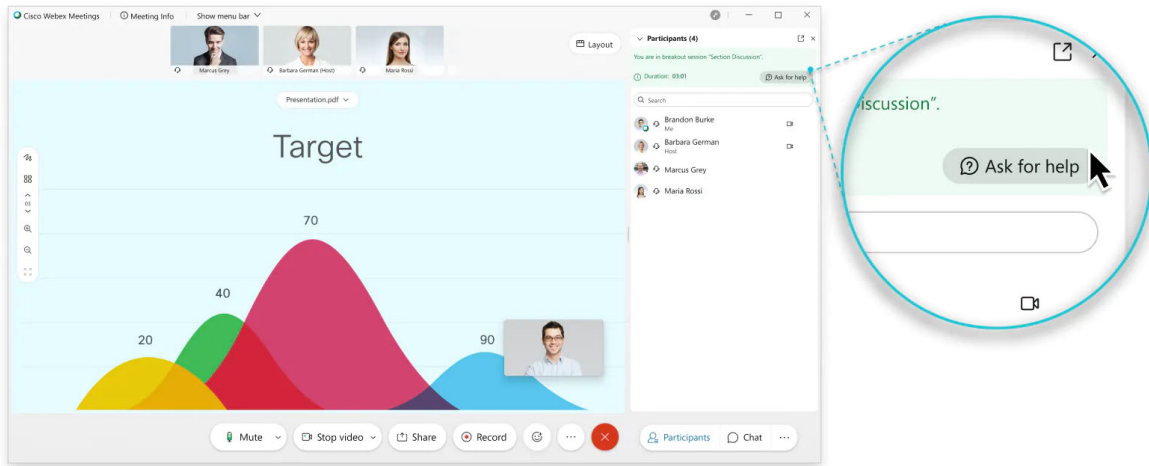 Cisco Webex Meetings
Meeting Info
Show menu bar
Marcus Grey
Barbara German (Host)
Maria Rossi
Layout
Presentation.pdf
Target
70
40
20
90
Mute
Stop video
Share
Record
Participants (4)
You are in breakout session "Section Discussion".
Duration: 03:01
Ask for help
Search
Brandon Burke
Me
Barbara German
Host
Marcus Grey
Maria Rossi
Participants
Chat
iscussion".
Ask for help